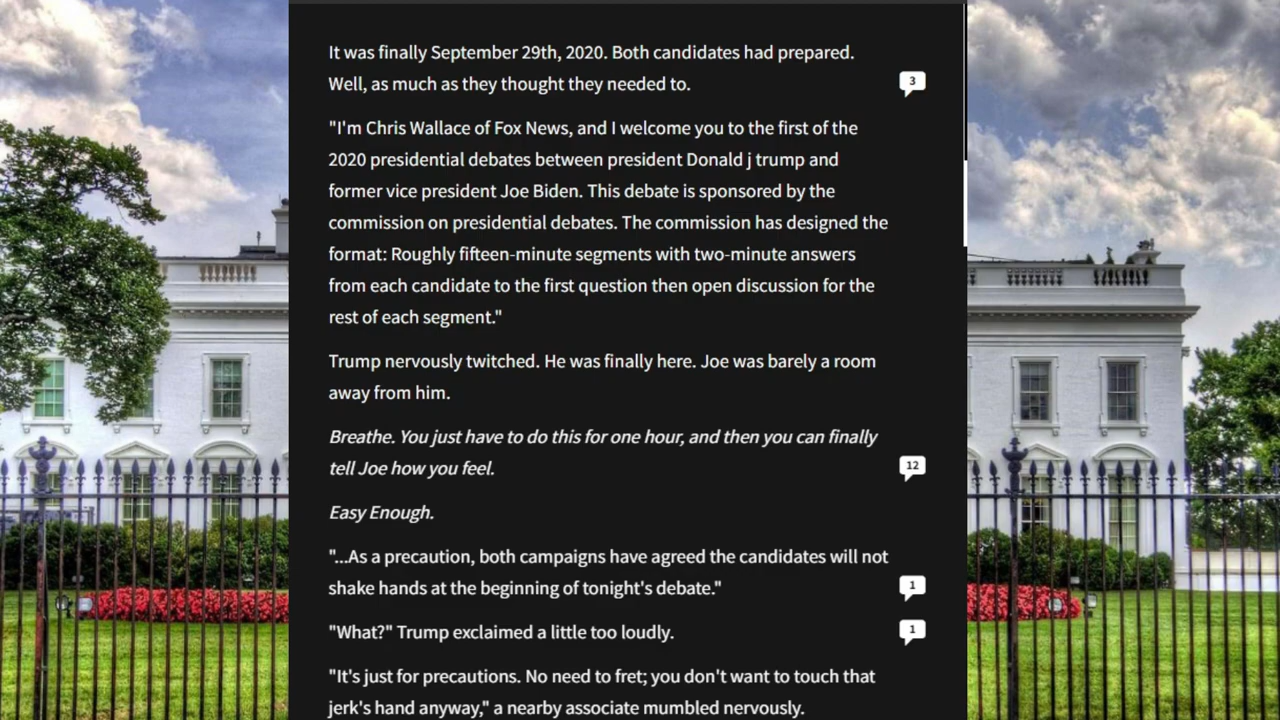 It was finally September 29th, 2020. Both candidates had prepared.
Well, as much as they thought they needed to.
3
"I'm Chris Wallace of Fox News, and I welcome you to the first of the
2020 presidential debates between president Donald j trump and
former vice president Joe Biden. This debate is sponsored by the
commission on presidential debates. The commission has designed the
format: Roughly fifteen-minute segments with two-minute answers
from each candidate to the first question then open discussion for the
rest of each segment."
Trump nervously twitched. He was finally here. Joe was barely a room
away from him.
Breathe. You just have to do this for one hour, and then you can finally
tell Joe how you feel.
12
Easy Enough.
"...As a precaution, both campaigns have agreed the candidates will not
shake hands at the beginning of tonight's debate."
1
"What?" Trump exclaimed a little too loudly.
1
"It's just for precautions. No need to fret; you don't want to touch that
jerk's hand anyway," a nearby associate mumbled nervously.